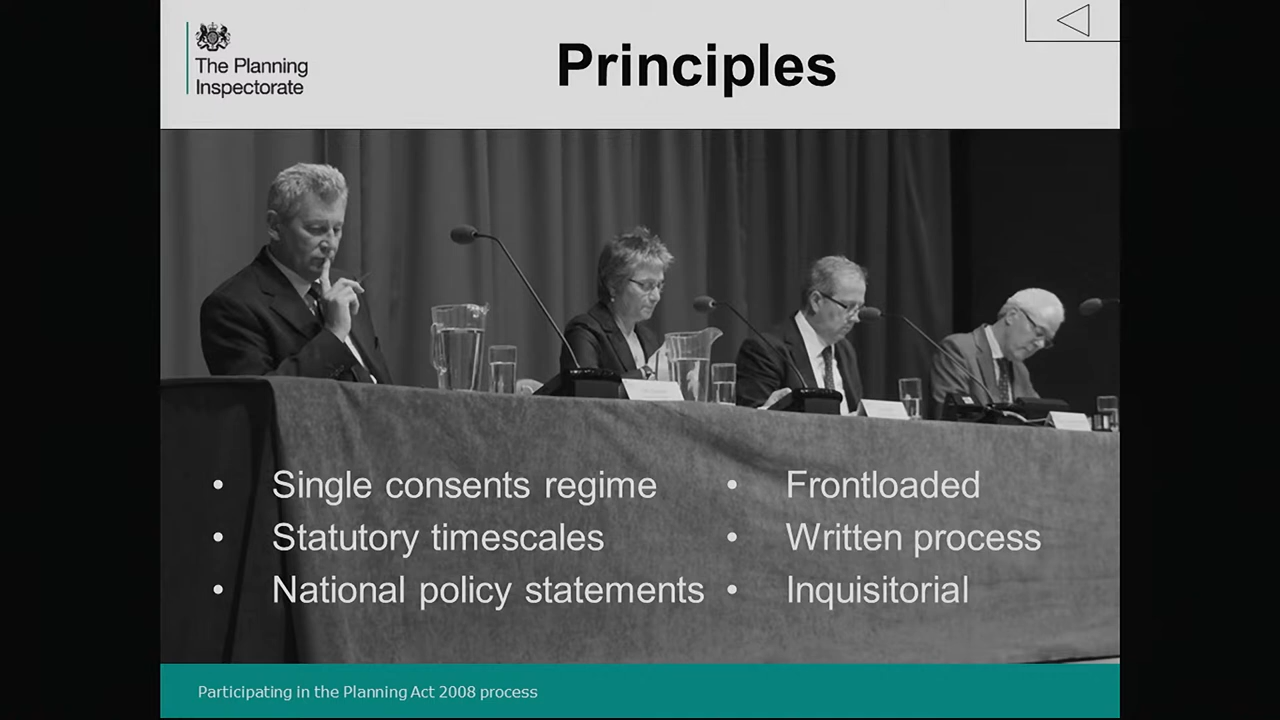 The Planning
Inspectorate
Principles
• Single consents regime
• Statutory timescales
• National policy statements
• Frontloaded
• Written process
• Inquisitorial
Participating in the Planning Act 2008 process